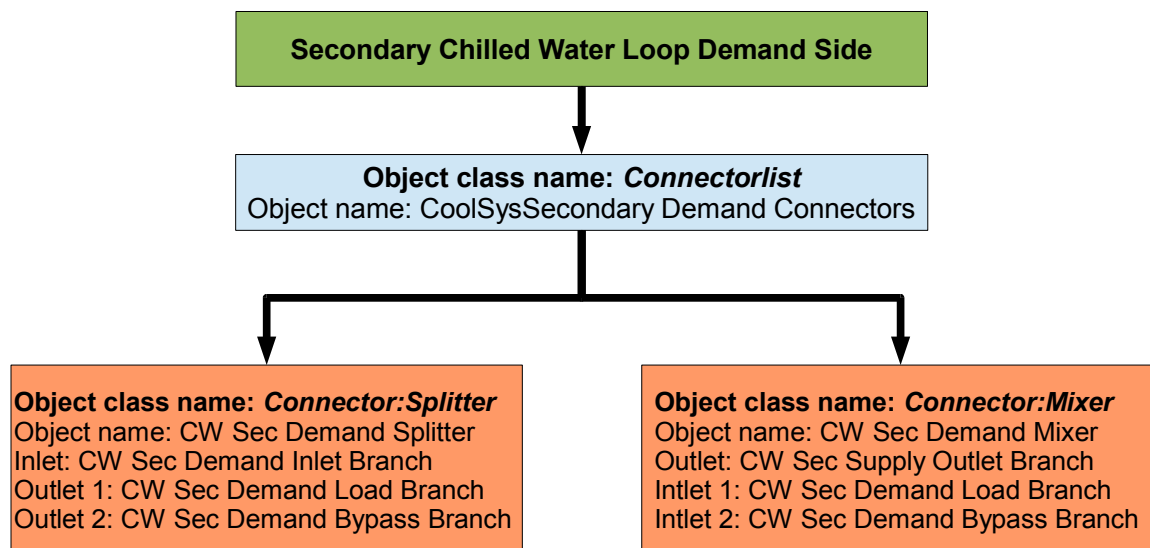 Secondary Chilled Water Loop Demand Side
Object class name: Connectorlist
Object name: CoolSysSecondary Demand Connectors
Object class name: Connector:Splitter
Object name: CW Sec Demand Splitter
Inlet: CW Sec Demand Inlet Branch
Outlet 1: CW Sec Demand Load Branch
Outlet 2: CW Sec Demand Bypass Branch
Object class name: Connector:Mixer
Object name: CW Sec Demand Mixer
Outlet: CW Sec Supply Outlet Branch
Intlet 1: CW Sec Demand Load Branch
Intlet 2: CW Sec Demand Bypass Branch